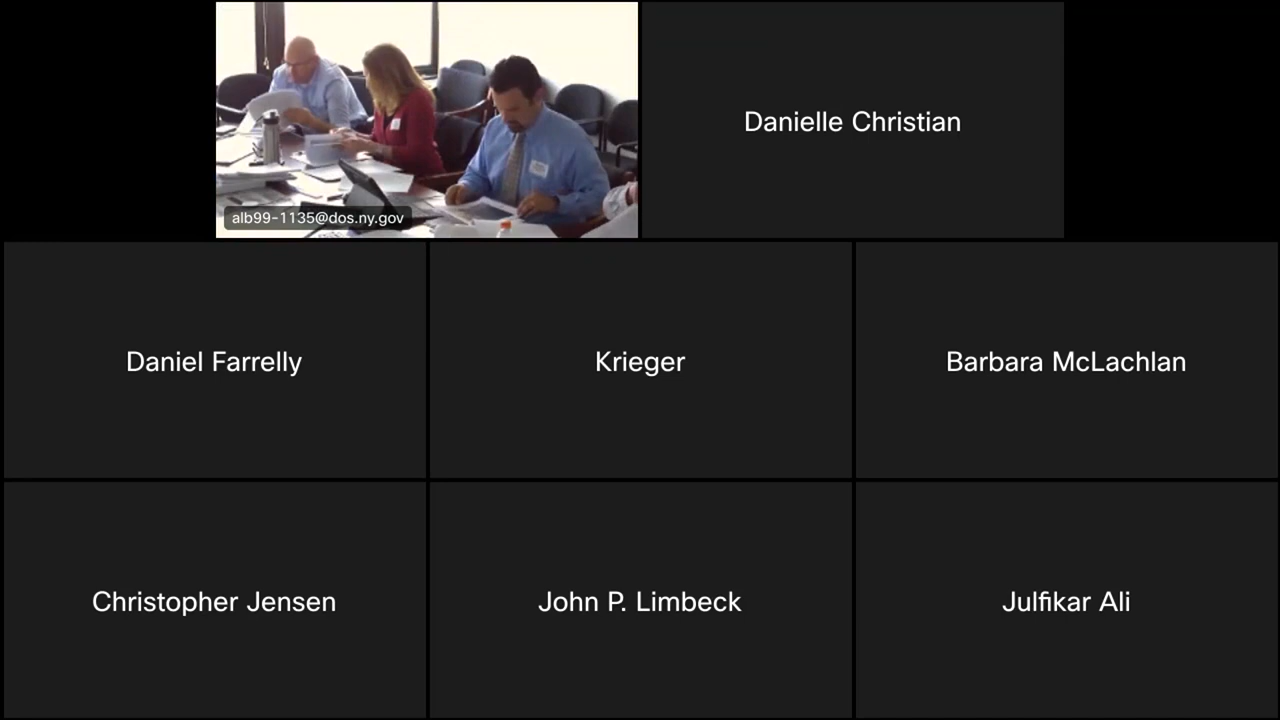 alb99-1135@dos.ny.gov
Danielle Christian
Daniel Farrelly
Krieger
Barbara McLachlan
Christopher Jensen
John P. Limbeck
Julfikar Ali